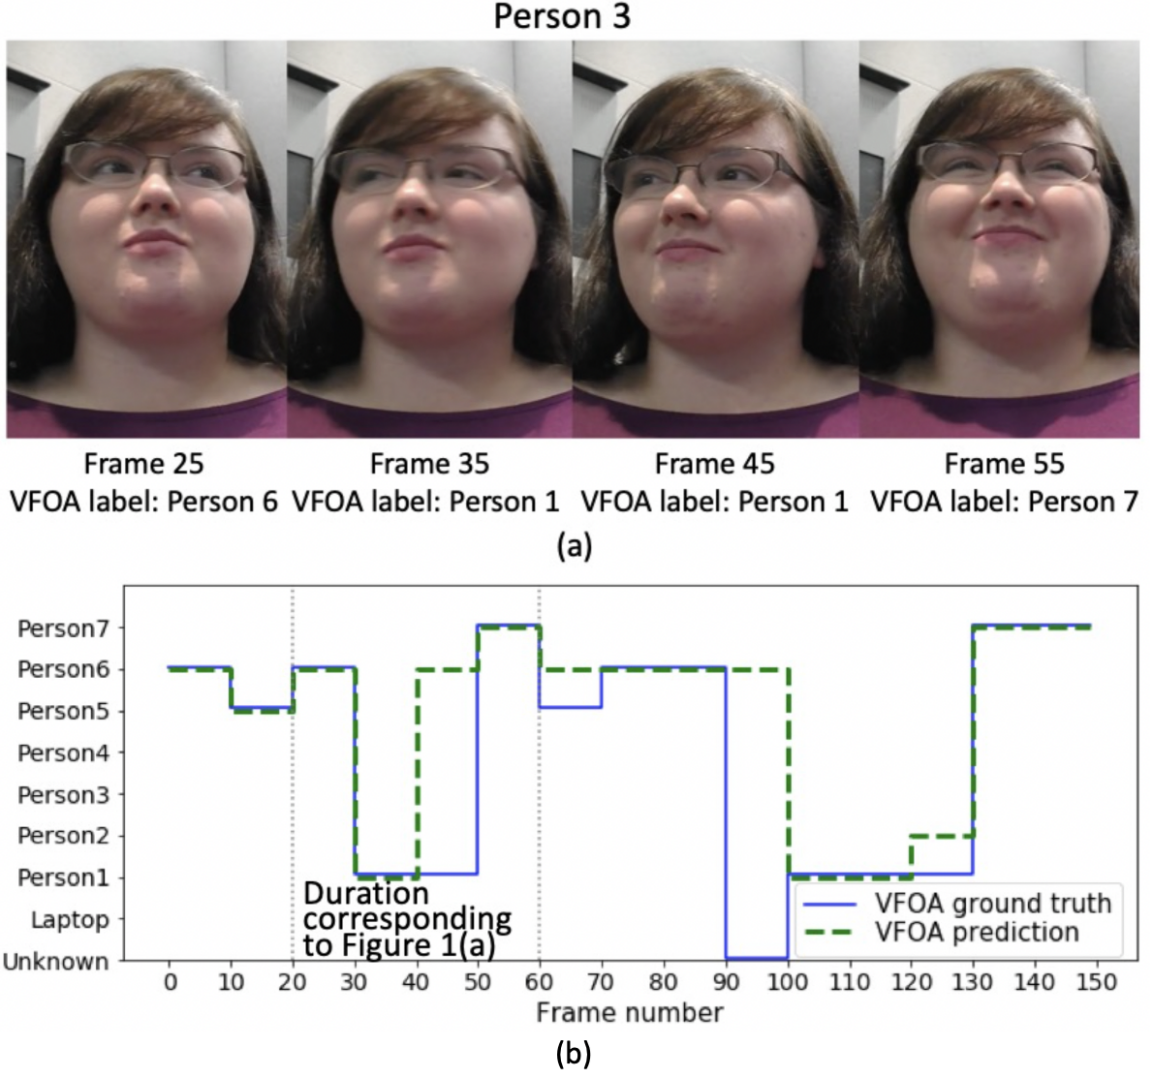 Person 3
Frame 25
Frame 35
Frame 45
Frame 55
VFOA label: Person 6
VFOA label: Person 1
VFOA label: Person 1
VFOA label: Person 7
(a)
Person7
Person6
Person5
Person4
Person3
Person2
Person1
Laptop
Unknown
Duration
corresponding
to Figure 1(a)
VFOA ground truth
VFOA prediction
0 10 20 30 40 50 60 70 80 90 100 110 120 130 140 150
Frame number
(b)